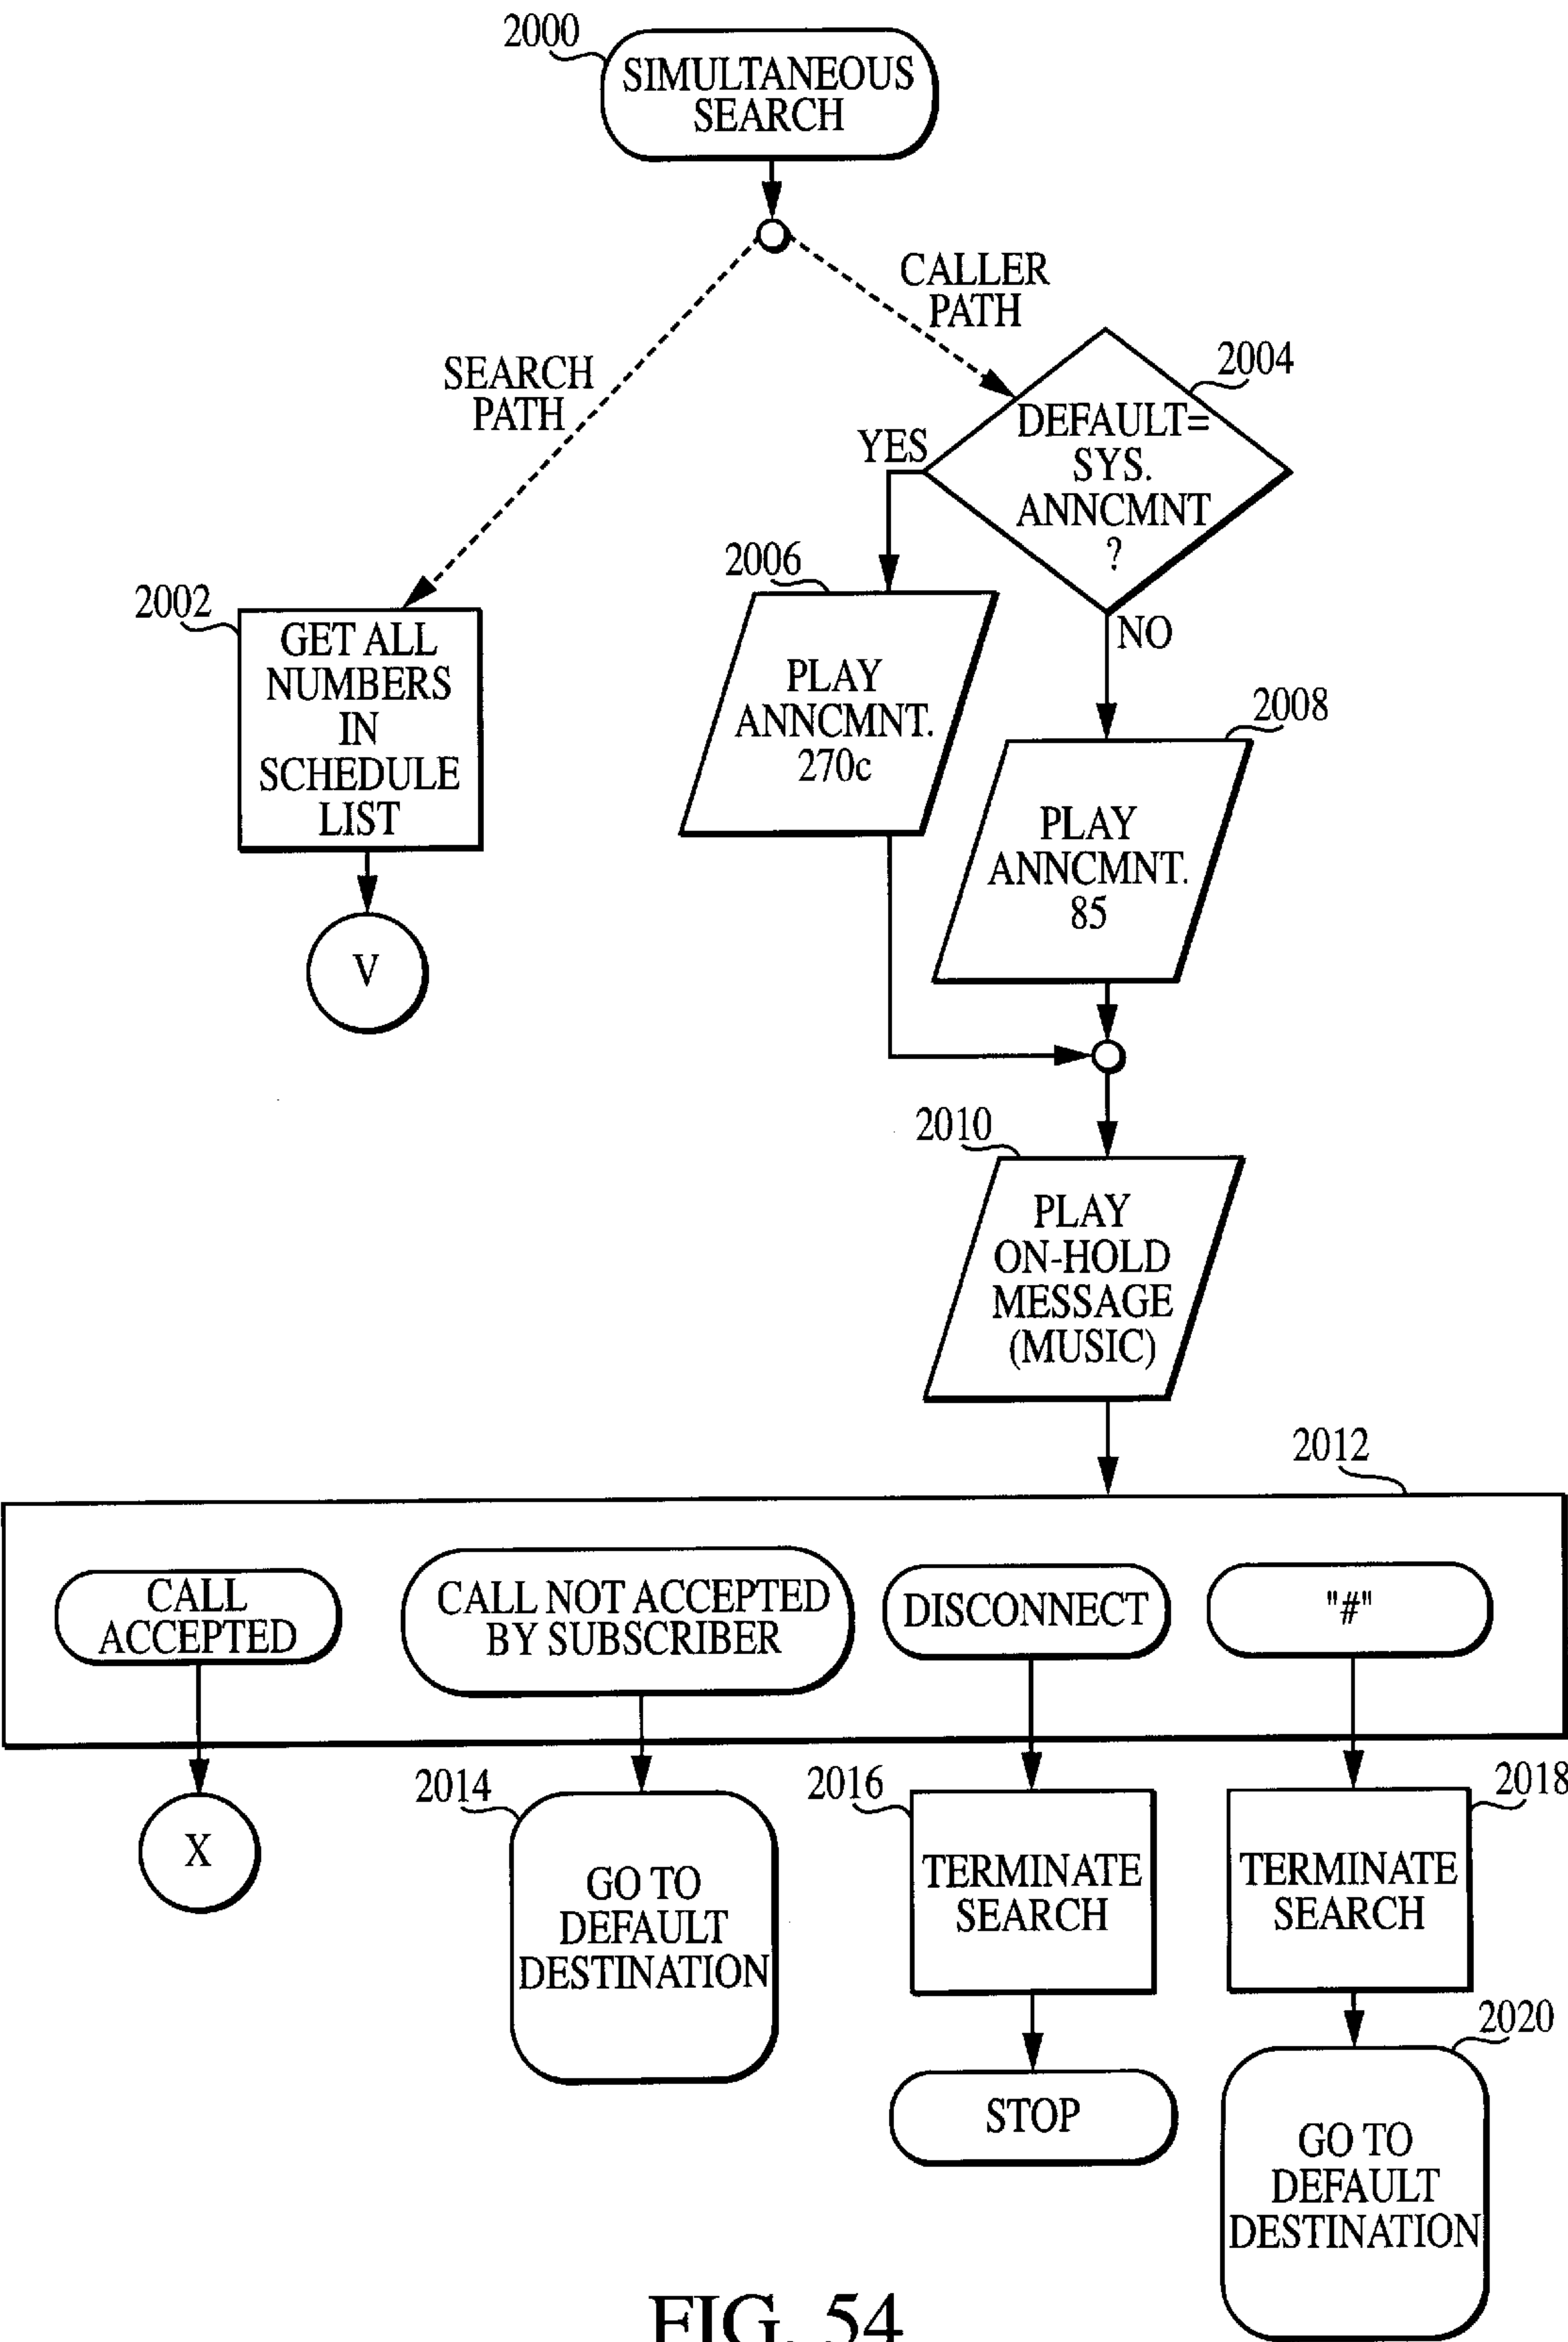 2000
SIMULTANEOUS
SEARCH
CALLER
PATH
SEARCH
PATH
2004
DEFAULT=
SYS.
ANNCMNT
?
YES
NO
2002
GET ALL
NUMBERS
IN
SCHEDULE
LIST
V
2006
PLAY
ANNCMNT.
270c
2008
PLAY
ANNCMNT.
85
2010
PLAY
ON-HOLD
MESSAGE
(MUSIC)
2012
CALL
ACCEPTED
CALL NOT ACCEPTED
BY SUBSCRIBER
DISCONNECT
"#"
X
2014
GO TO
DEFAULT
DESTINATION
2016
TERMINATE
SEARCH
STOP
2018
TERMINATE
SEARCH
2020
GO TO
DEFAULT
DESTINATION
FIG. 54